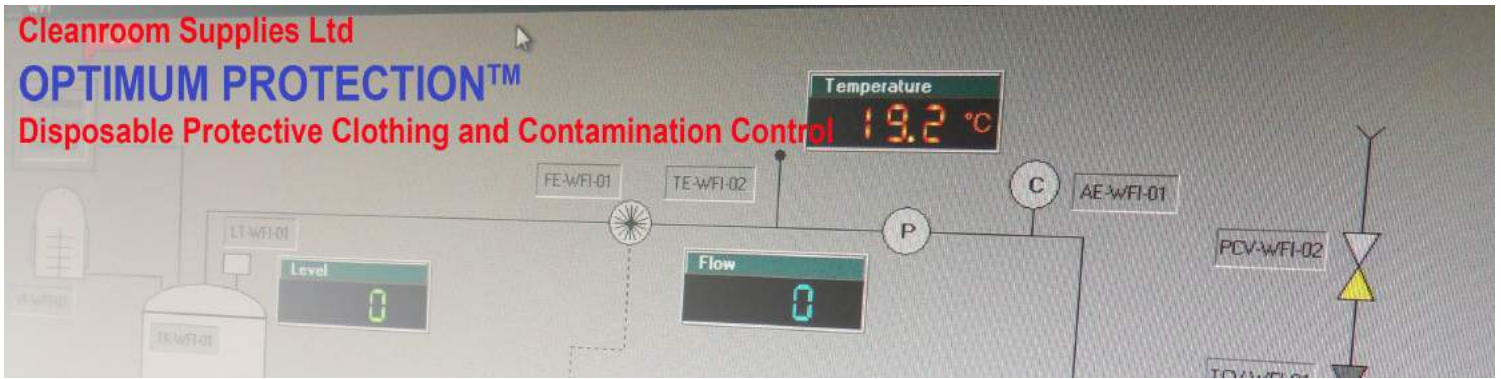 WFI
Cleanroom Supplies Ltd
OPTIMUM PROTECTION™
Disposable Protective Clothing and Contamination Control
Temperature
19.2 °C
FE-WFI-01
TE-WFI-02
C
AE-WFI-01
LT-WFI-01
P
PCV-WFI-02
Level
0
Flow
0
TK-WFI-01